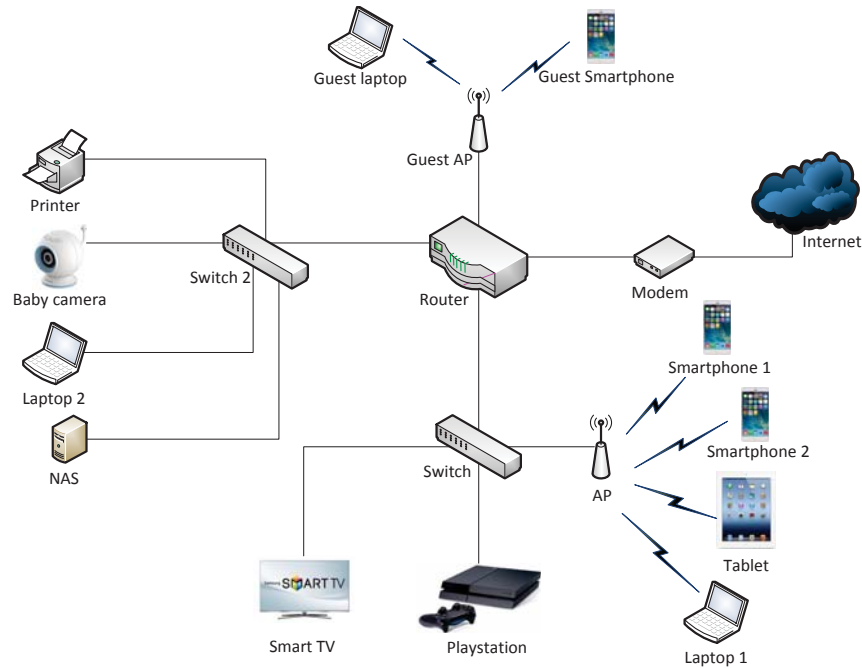 Guest laptop
Guest Smartphone
Guest AP
Printer
Internet
Switch 2
Baby camera
Router
Modem
Smartphone 1
Laptop 2
Switch
AP
Smartphone 2
NAS
SMART TV
Tablet
Smart TV
Playstation
Laptop 1